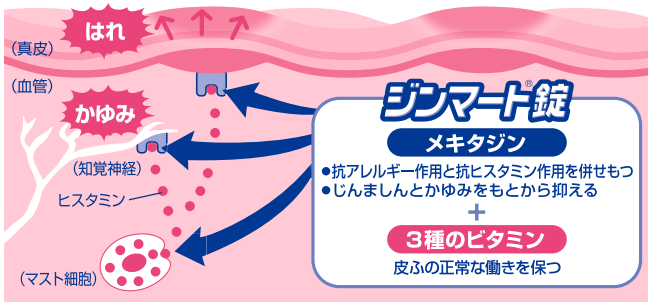 はれ
(真皮)
(血管)
かゆみ
(知覚神経)
ヒスタミン
(マスト細胞)
ジンマート®錠
メキタジン
●抗アレルギー作用と抗ヒスタミン作用を併せもつ
●じんましんとかゆみをもとから抑える
+
3種のビタミン
皮ふの正常な働きを保つ